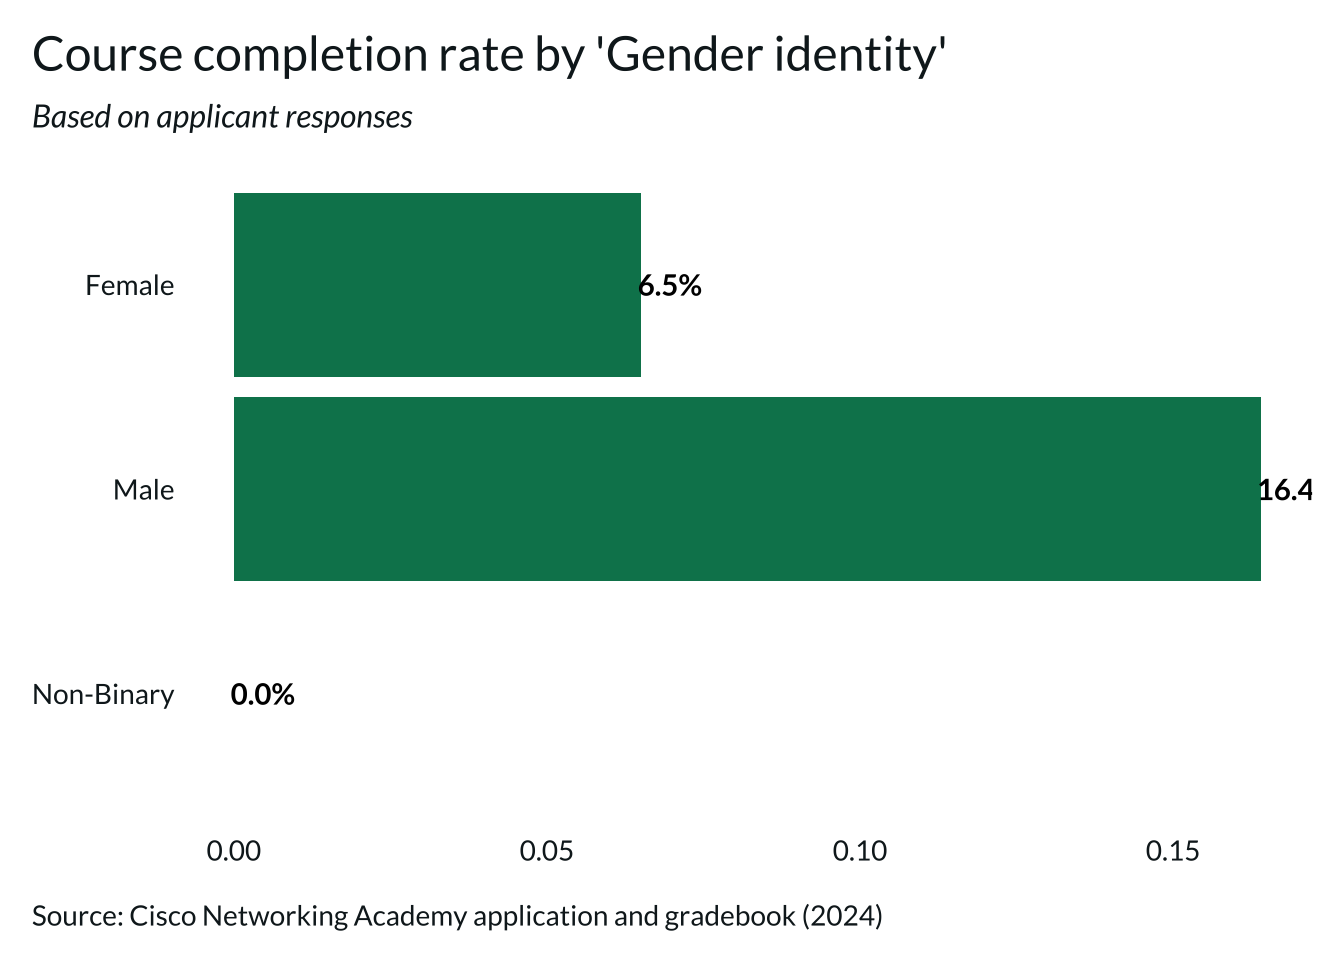 Course completion rate by 'Gender identity'
Based on applicant responses
Female
6.5%
Male
16.4
Non-Binary
0.0%
0.00 0.05 0.10 0.15
Source: Cisco Networking Academy application and gradebook (2024)